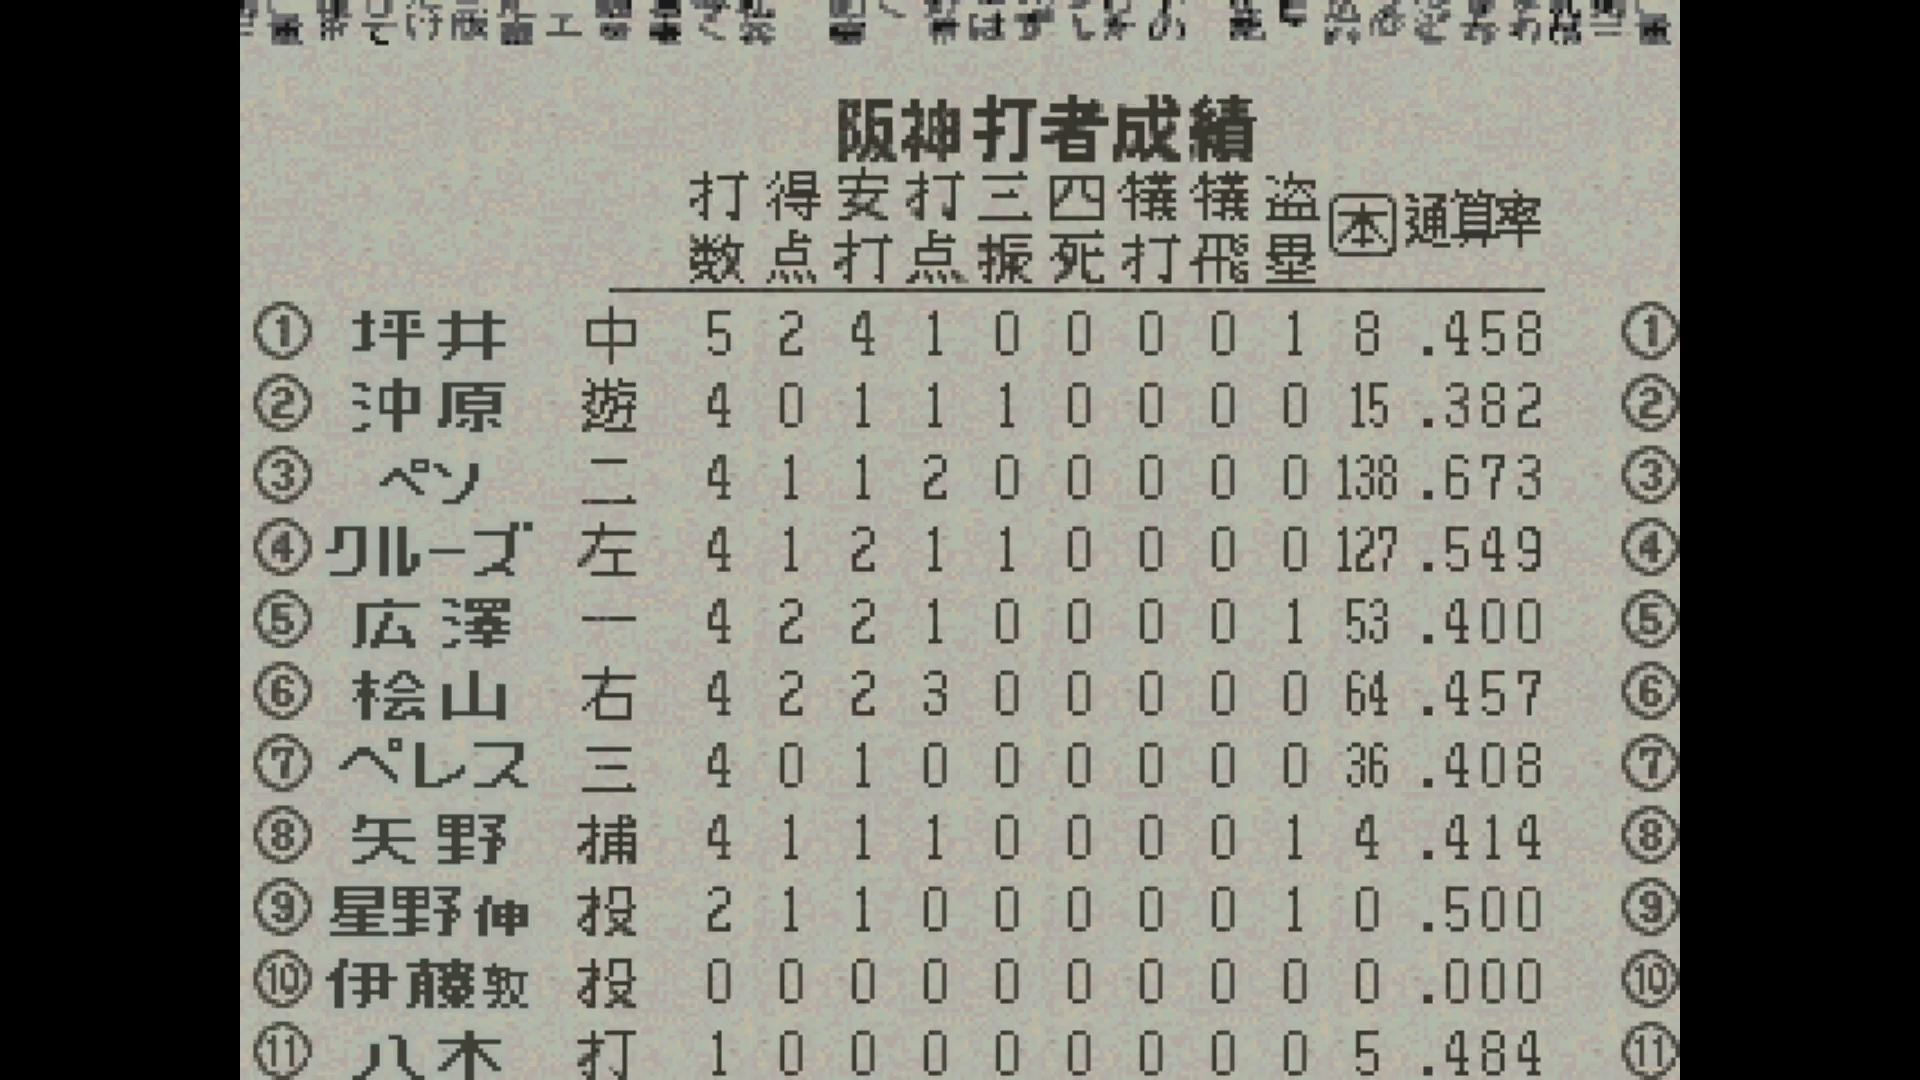 阪神打者成績
打数 得点 安打 打点 三振 四死 犠打 犠飛 盗塁 本 通算率
① 坪井 中 5 2 4 1 0 0 0 0 1 8 .458 ①
② 沖原 遊 4 0 1 1 1 0 0 0 0 15 .382 ②
③ ペソ 二 4 1 1 2 0 0 0 0 0 138 .673 ③
④ クルーズ 左 4 1 2 1 1 0 0 0 0 127 .549 ④
⑤ 広澤 一 4 2 2 1 0 0 0 0 1 53 .400 ⑤
⑥ 桧山 右 4 2 2 3 0 0 0 0 0 64 .457 ⑥
⑦ ペレス 三 4 0 1 0 0 0 0 0 0 36 .408 ⑦
⑧ 矢野 捕 4 1 1 1 0 0 0 0 1 4 .414 ⑧
⑨ 星野伸 投 2 1 1 0 0 0 0 0 1 0 .500 ⑨
⑩ 伊藤敦 投 0 0 0 0 0 0 0 0 0 0 .000 ⑩
⑪ 八木 打 1 0 0 0 0 0 0 0 0 5 .484 ⑪